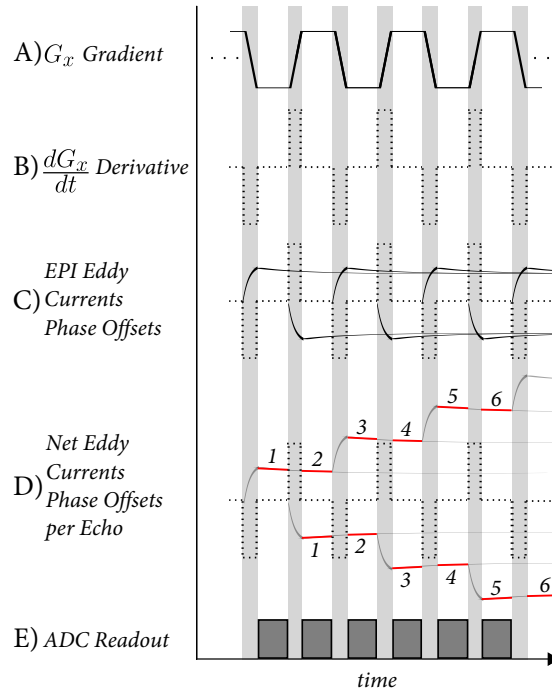 A) G_x Gradient
. . .
. . .
B) dG_x/dt Derivative
C) EPI Eddy
Currents
Phase Offsets
D) Net Eddy
Currents
Phase Offsets
per Echo
1 2 3 4 5 6
1 2 3 4 5 6
E) ADC Readout
time